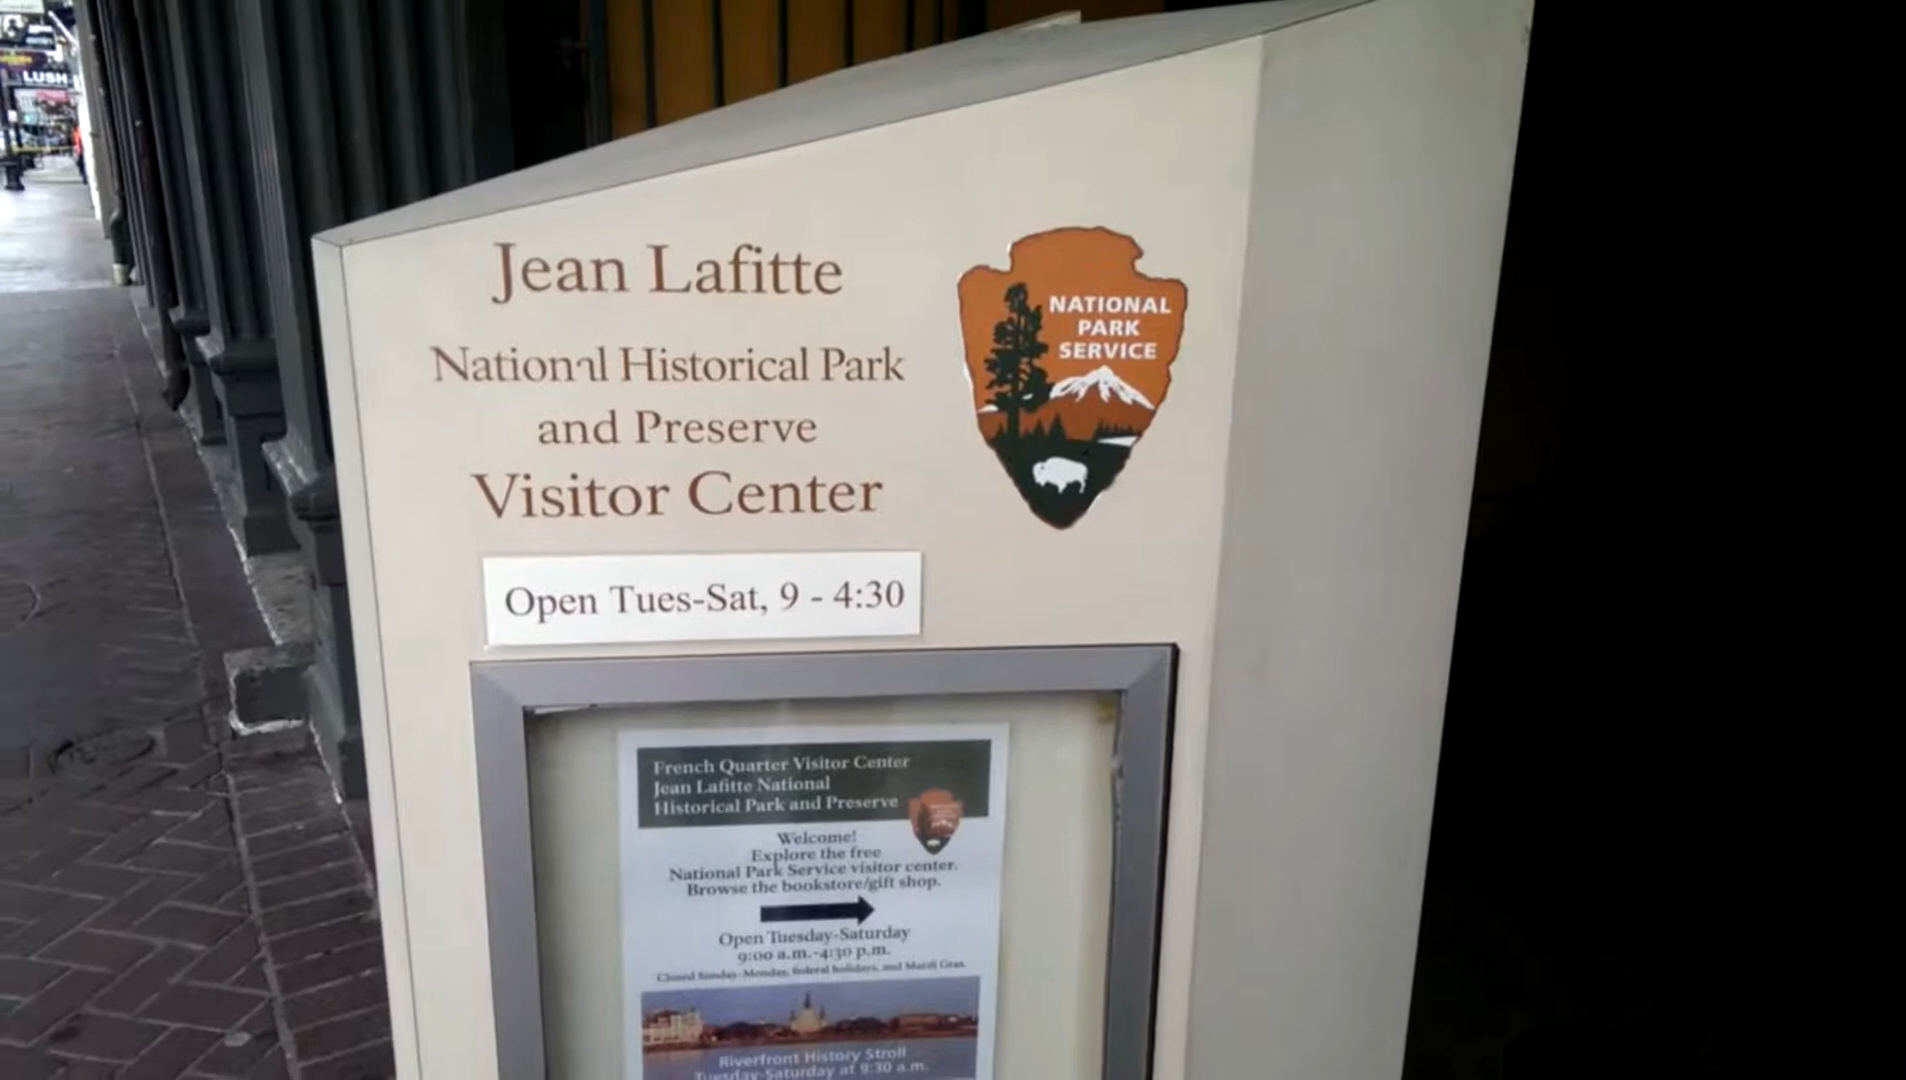 LUSH
Jean Lafitte
National Historical Park
and Preserve
Visitor Center
NATIONAL
PARK
SERVICE
Open Tues-Sat, 9 - 4:30
French Quarter Visitor Center
Jean Lafitte National
Historical Park and Preserve
Welcome!
Explore the free
National Park Service visitor center.
Browse the bookstore/gift shop.
Open Tuesday-Saturday
9:00 a.m.-4:30 p.m.
Closed Sunday-Monday, federal holidays, and Mardi Gras.
Riverfront History Stroll
Tuesday-Saturday at 9:30 a.m.